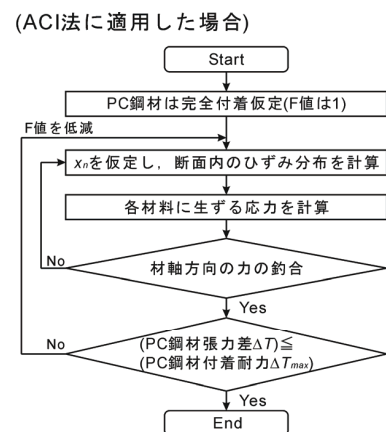 (ACI法に適用した場合)
Start
PC鋼材は完全付着仮定(F値は1)
F値を低減
xnを仮定し，断面内のひずみ分布を計算
各材料に生ずる応力を計算
材軸方向の力の釣合
No
Yes
(PC鋼材張力差ΔT)≦
(PC鋼材付着耐力ΔTmax)
No
Yes
End